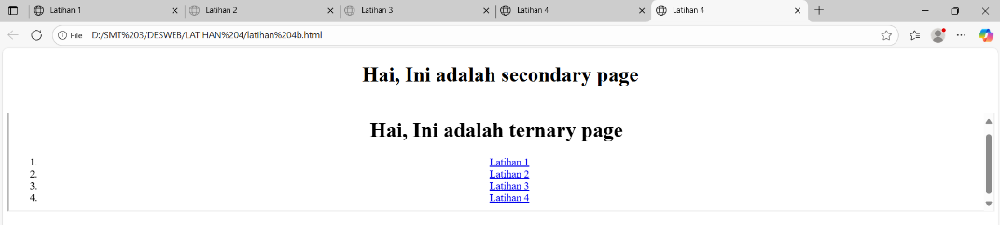 Latihan 1
Latihan 2
Latihan 3
Latihan 4
Latihan 4
File D:/SMT%203/DESWEB/LATIHAN%204/latihan%204b.html
Hai, Ini adalah secondary page
Hai, Ini adalah ternary page
1. Latihan 1
2. Latihan 2
3. Latihan 3
4. Latihan 4